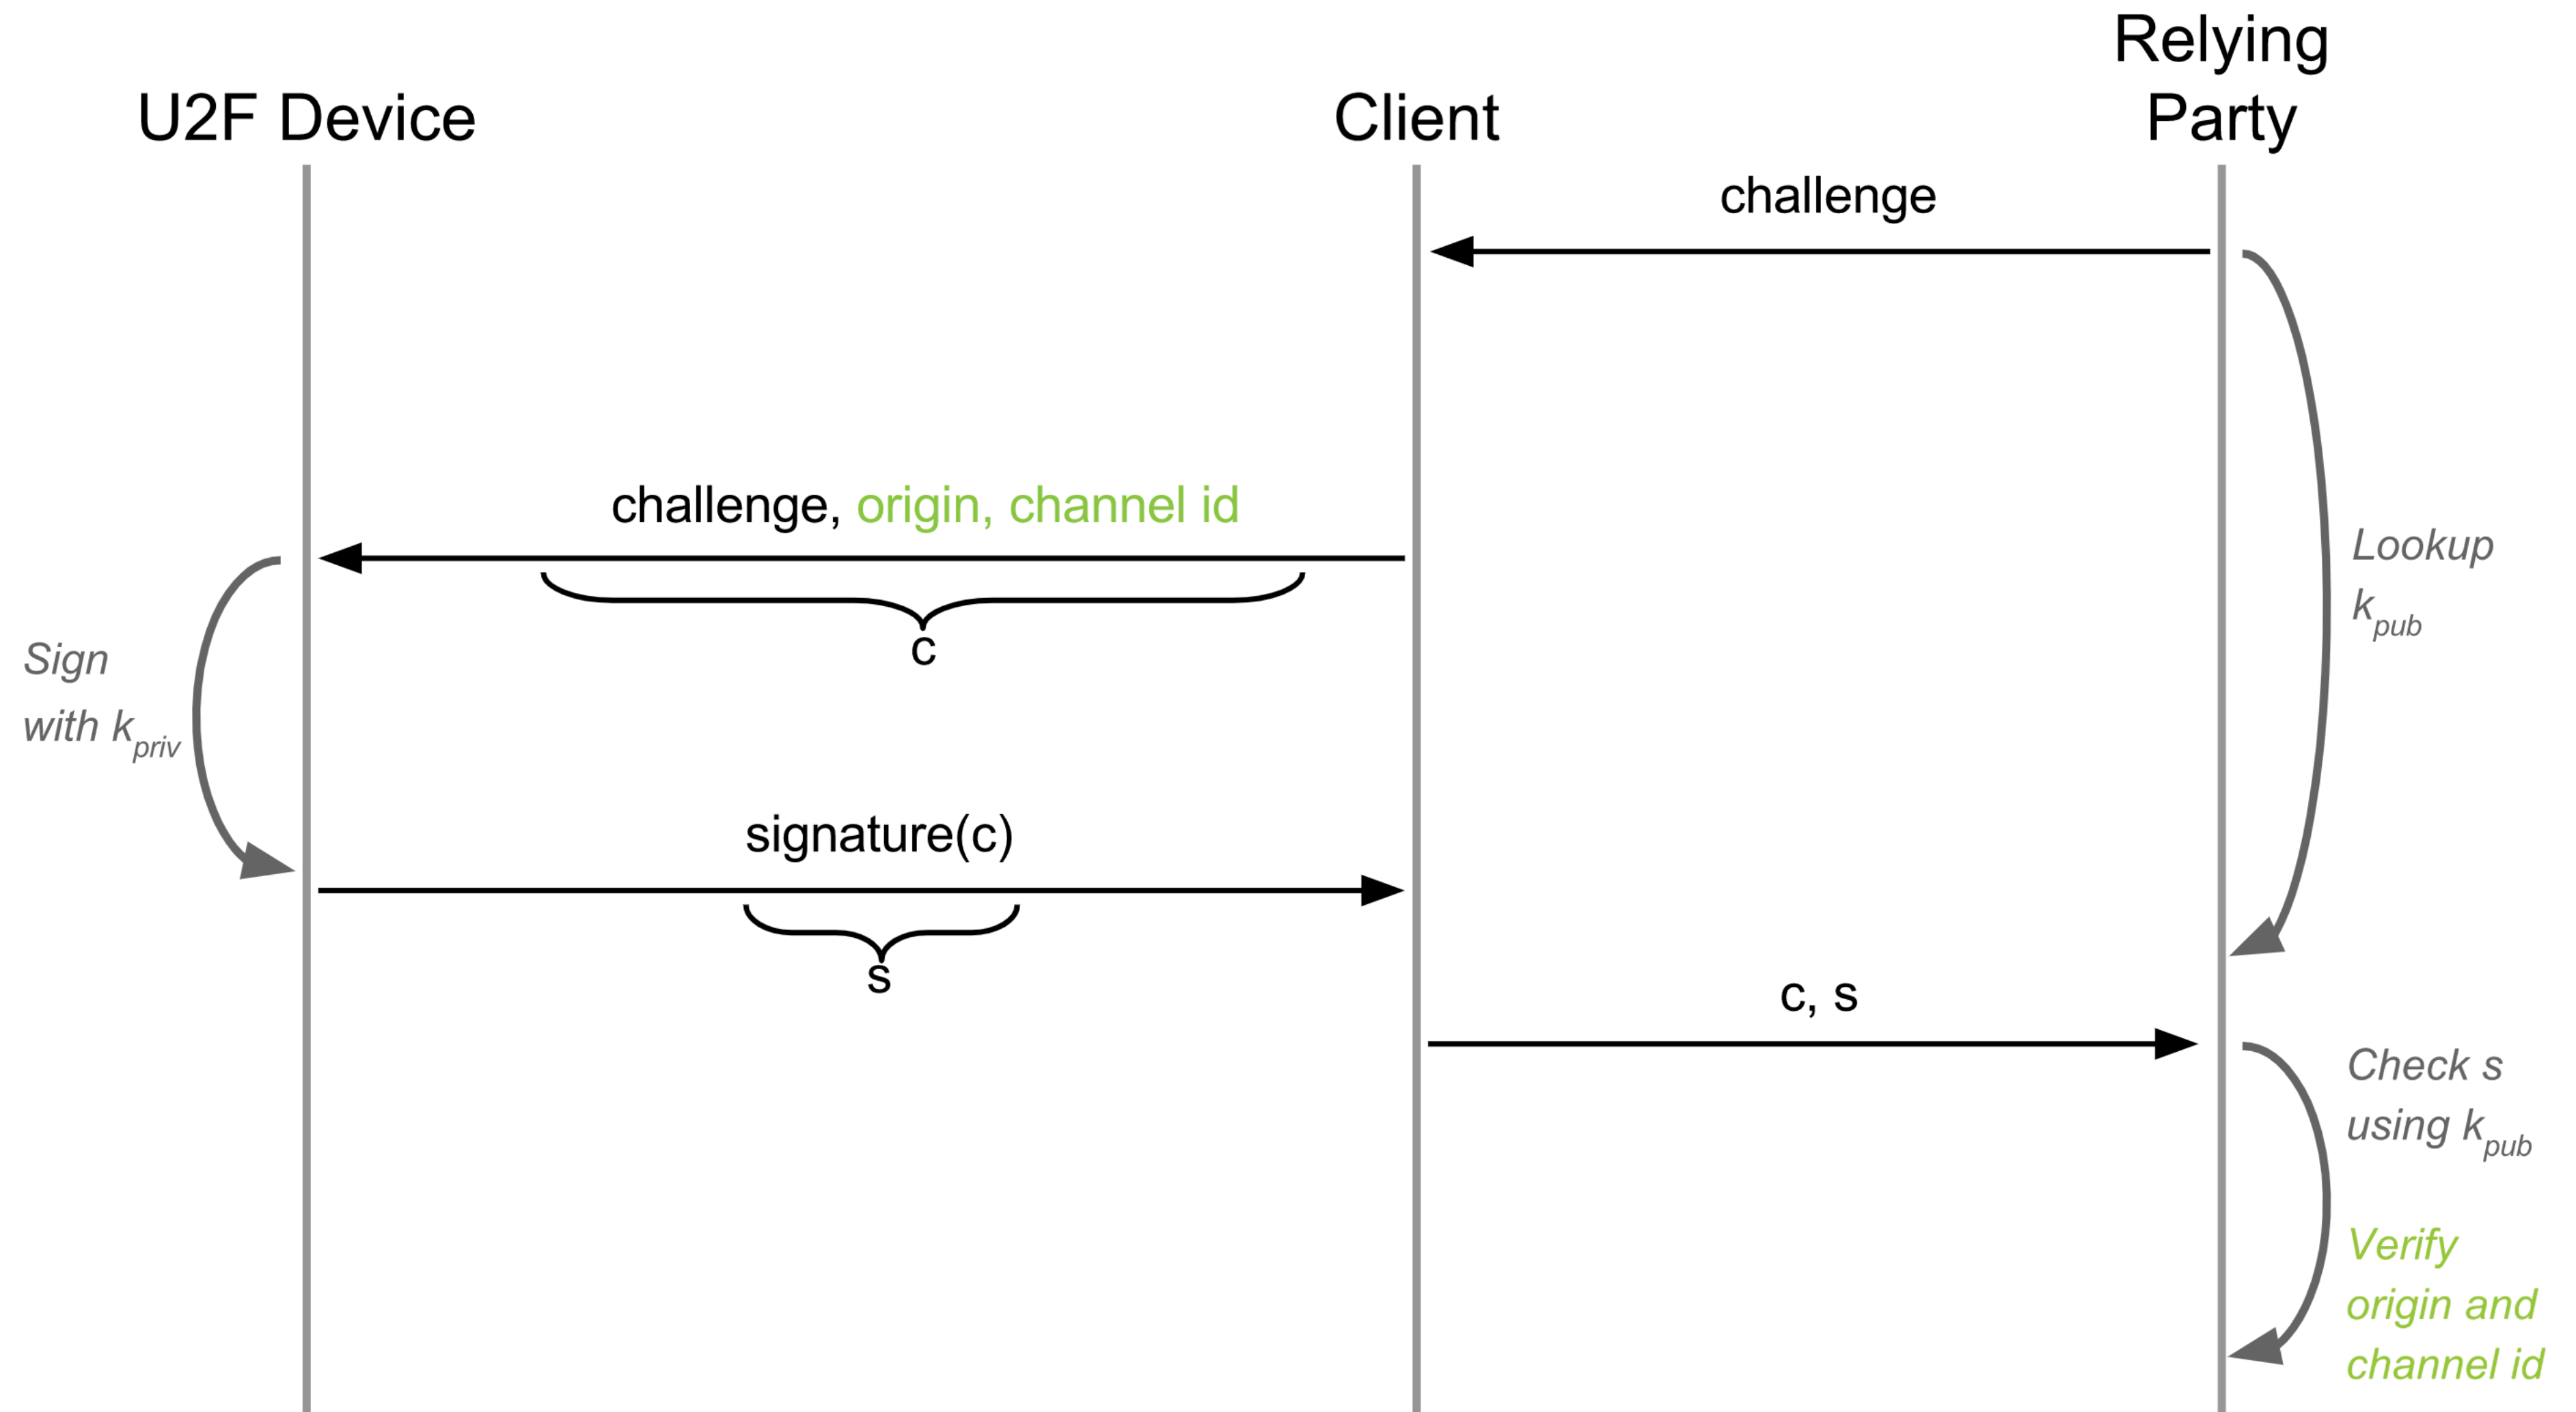 U2F Device
Client
Relying
Party
challenge
challenge, origin, channel id
c
Lookup
kpub
Sign
with kpriv
signature(c)
s
c, s
Check s
using kpub
Verify
origin and
channel id